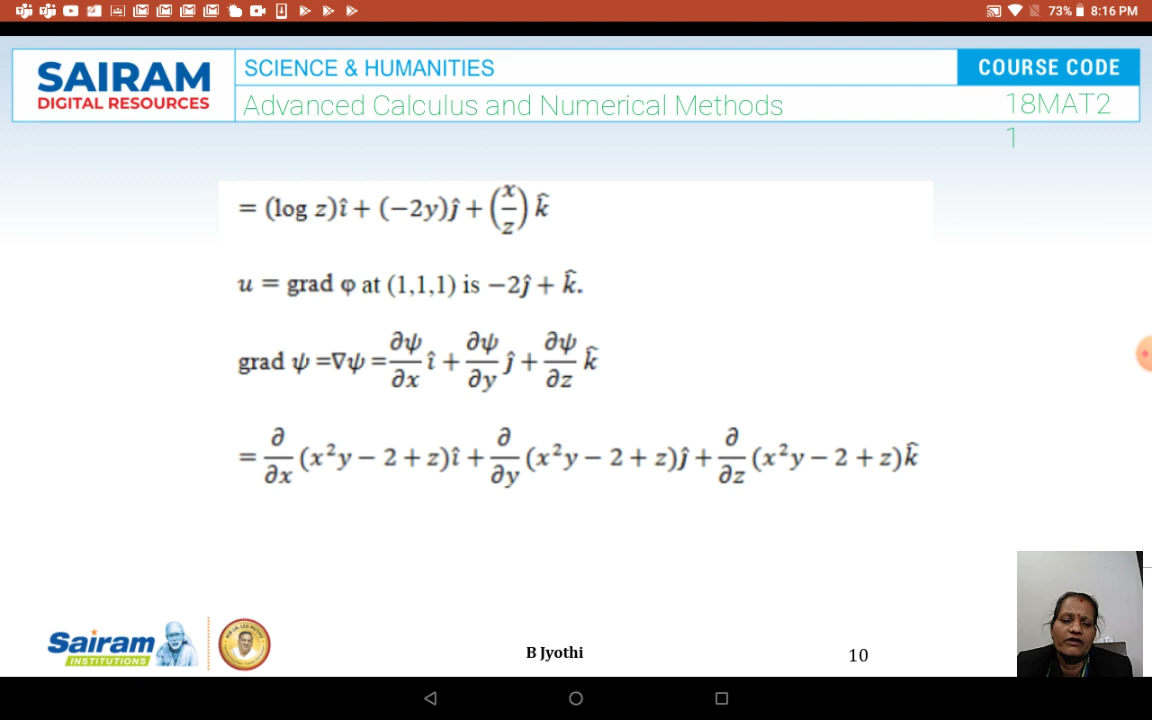 73% 8:16 PM
SAIRAM
DIGITAL RESOURCES
SCIENCE & HUMANITIES
COURSE CODE
Advanced Calculus and Numerical Methods
18MAT2
1
= (log z)î + (−2y)ĵ + (x/z) k̂
u = grad φ at (1,1,1) is −2ĵ + k̂.
grad ψ =∇ψ = ∂ψ/∂x î + ∂ψ/∂y ĵ + ∂ψ/∂z k̂
= ∂/∂x (x²y − 2 + z)î + ∂/∂y (x²y − 2 + z)ĵ + ∂/∂z (x²y − 2 + z)k̂
Sairam
INSTITUTIONS
B Jyothi
10